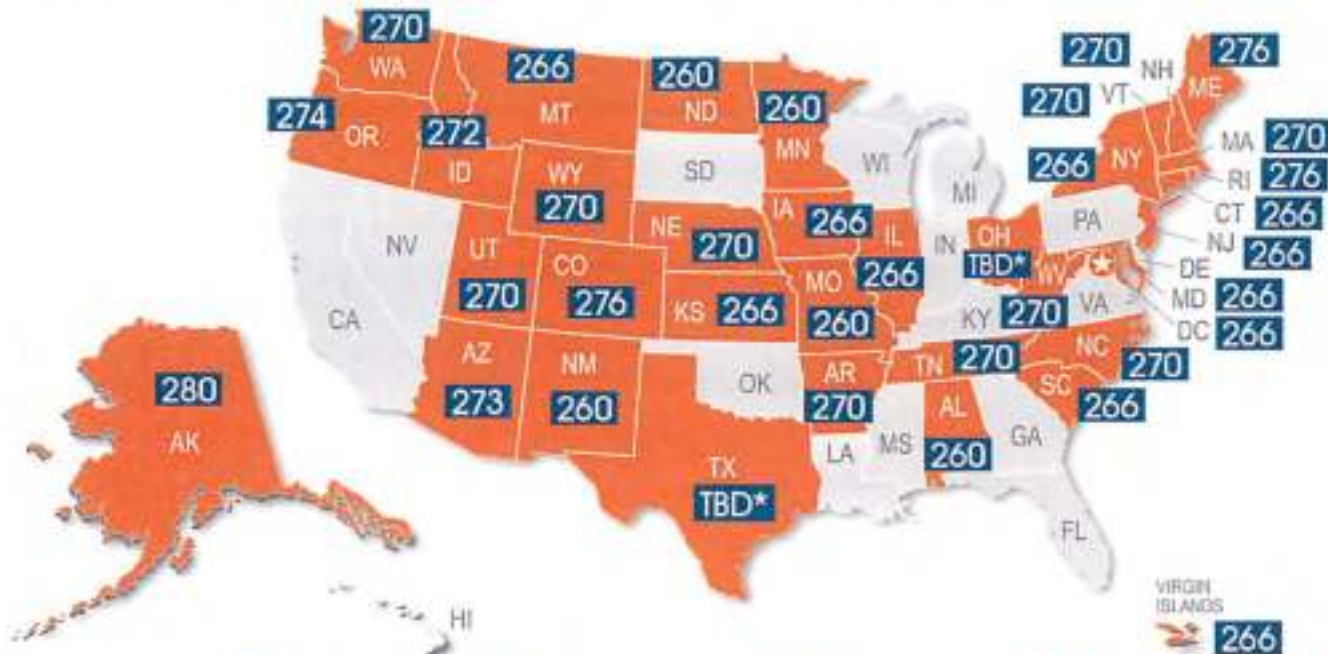 270
WA
266
MT
260
ND
260
MN
270
NH
276
ME
270
VT
274
OR
272
ID
WY
270
SD
WI
MI
266
NY
MA 270
RI 276
CT 266
NJ 266
PA
DE
MD 266
DC 266
NV
UT
270
CO
276
NE
270
IA
266
IL
266
IN
OH
TBD*
WV
270
VA
CA
KS 266
MO
260
KY
AZ
273
NM
260
OK
AR
270
TN 270
NC
270
SC
266
280
AK
TX
TBD*
LA
MS
AL
260
GA
FL
HI
VIRGIN
ISLANDS
266